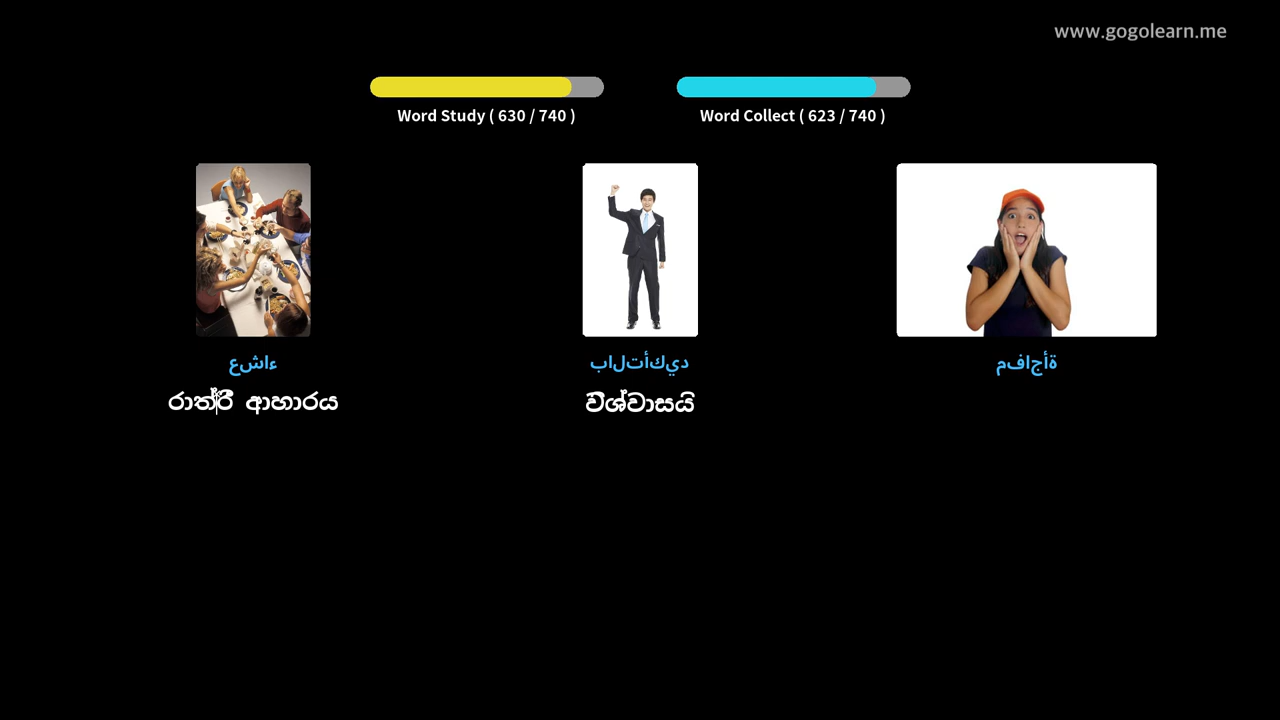 www.gogolearn.me
Word Study ( 630 / 740 )
Word Collect ( 623 / 740 )
عشاء
بالتأكيد
مفاجأة
රාත්‍රී ආහාරය
විශ්වාසයි